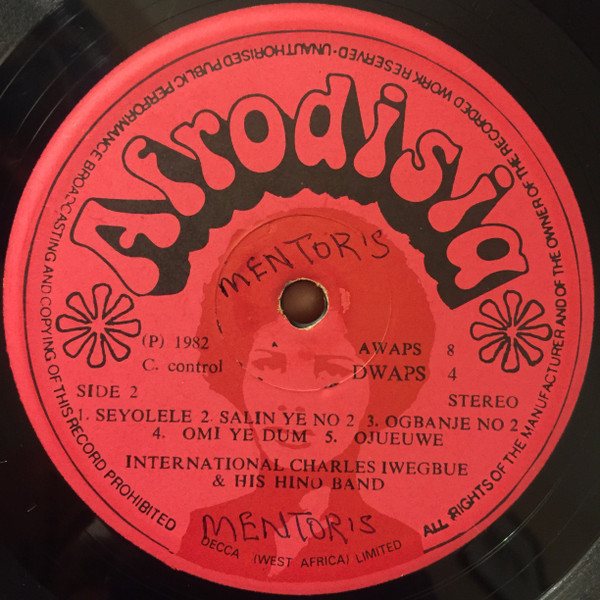 ALL RIGHTS OF THE MANUFACTURER AND OF THE OWNER OF THE RECORDED WORK RESERVED · UNAUTHORISED PUBLIC PERFORMANCE BROADCASTING AND COPYING OF THIS RECORD PROHIBITED
Afrodisia
MENTORIS
(P) 1982
AWAPS 8
C. control
DWAPS 4
SIDE 2
STEREO
1. SEYOLELE 2. SALIN YE NO 2 3. OGBANJE NO 2
4. OMI YE DUM 5. OJUEUWE
INTERNATIONAL CHARLES IWEGBUE
& HIS HINO BAND
MENTORIS
DECCA (WEST AFRICA) LIMITED